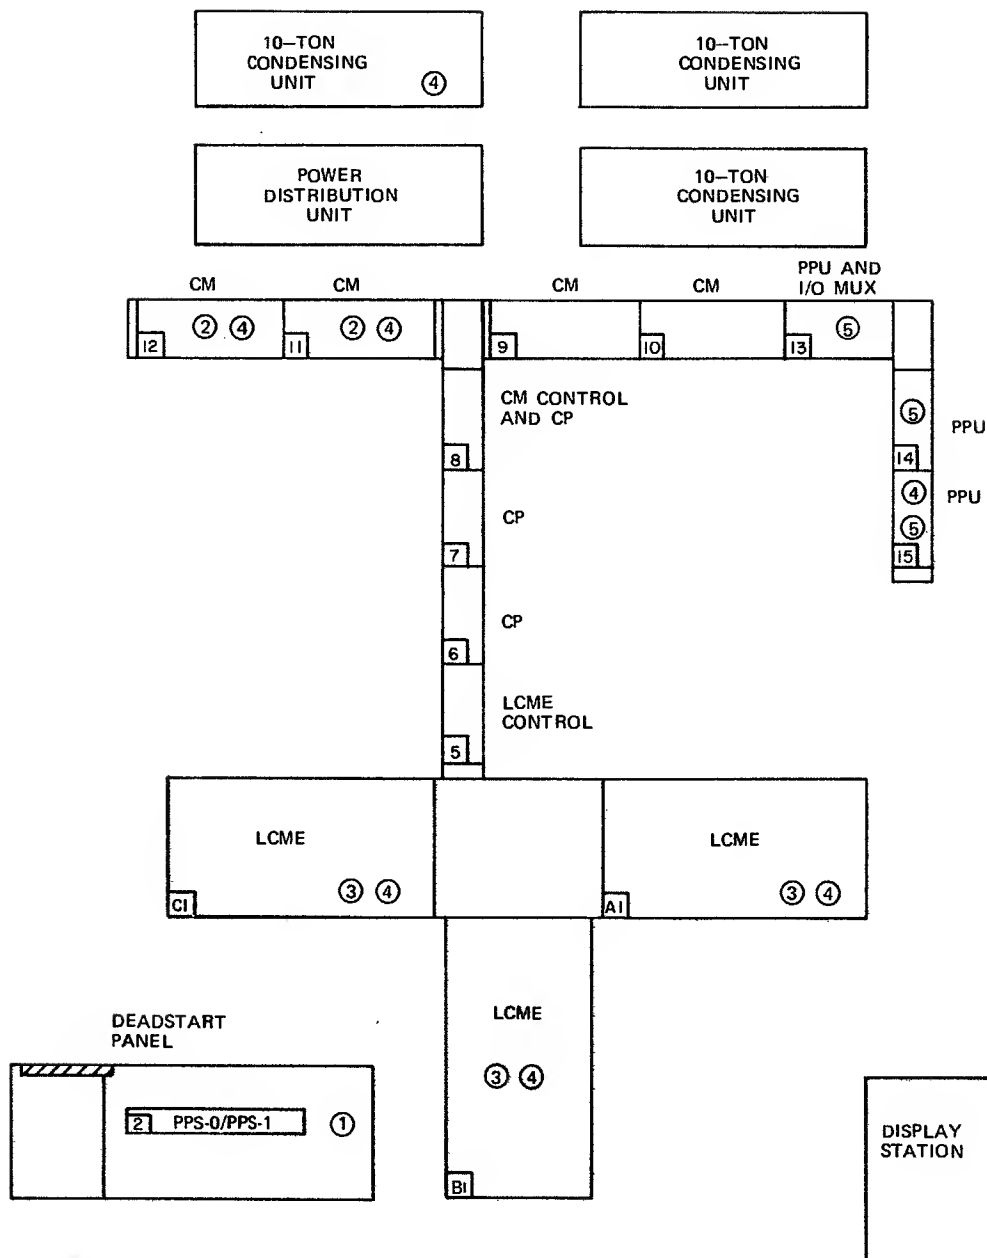 10–TON
CONDENSING
UNIT
④
10–TON
CONDENSING
UNIT
POWER
DISTRIBUTION
UNIT
10–TON
CONDENSING
UNIT
CM
CM
CM
CM
PPU AND
I/O MUX
12
② ④
11
② ④
9
10
13
⑤
CM CONTROL
AND CP
8
⑤
14
PPU
④
⑤
15
PPU
CP
7
CP
6
LCME
CONTROL
5
LCME
③ ④
C1
LCME
③ ④
A1
LCME
③ ④
B1
DEADSTART
PANEL
2
PPS-0/PPS-1
①
DISPLAY
STATION